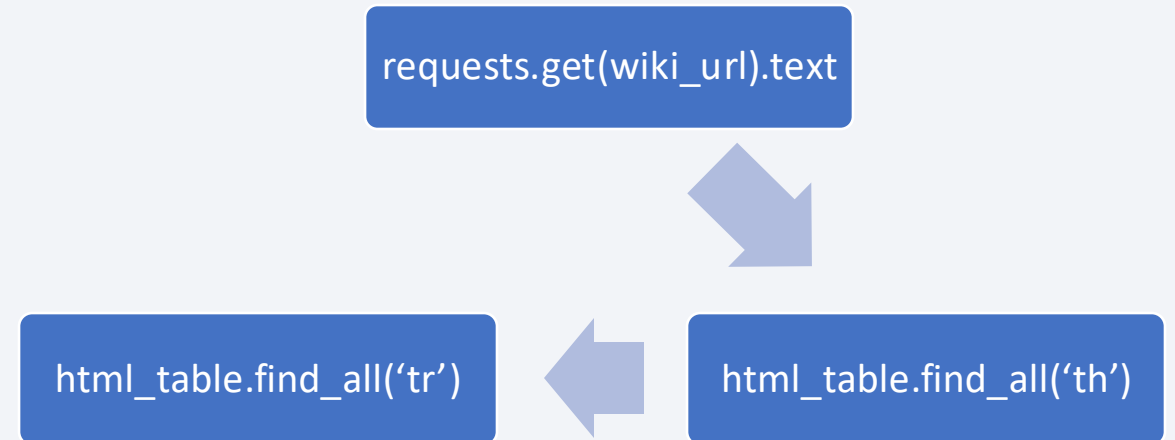 requests.get(wiki_url).text
html_table.find_all(‘tr’)
html_table.find_all(‘th’)